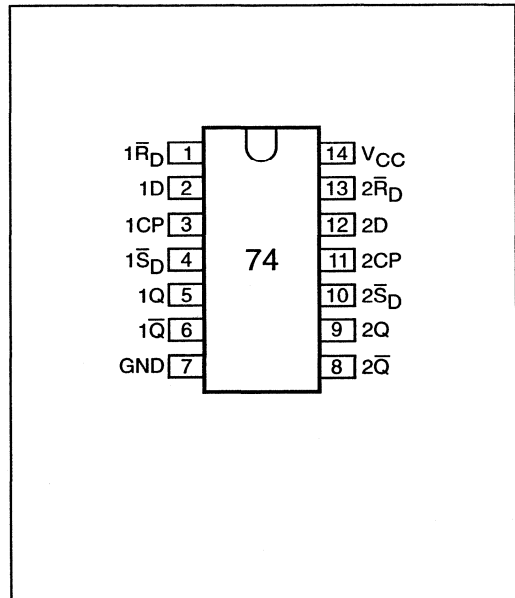 1R̅D 1 14 VCC
1D 2 13 2R̅D
1CP 3 12 2D
1S̅D 4 74 11 2CP
1Q 5 10 2S̅D
1Q̅ 6 9 2Q
GND 7 8 2Q̅